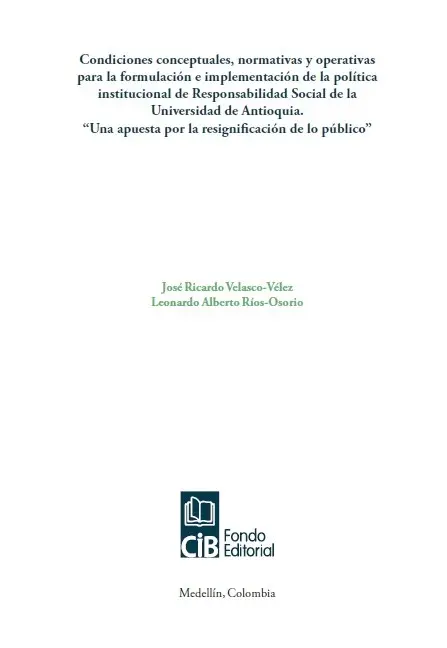 Condiciones conceptuales, normativas y operativas
para la formulación e implementación de la política
institucional de Responsabilidad Social de la
Universidad de Antioquia.
“Una apuesta por la resignificación de lo público”
José Ricardo Velasco-Vélez
Leonardo Alberto Ríos-Osorio
CIB Fondo
Editorial
Medellín, Colombia